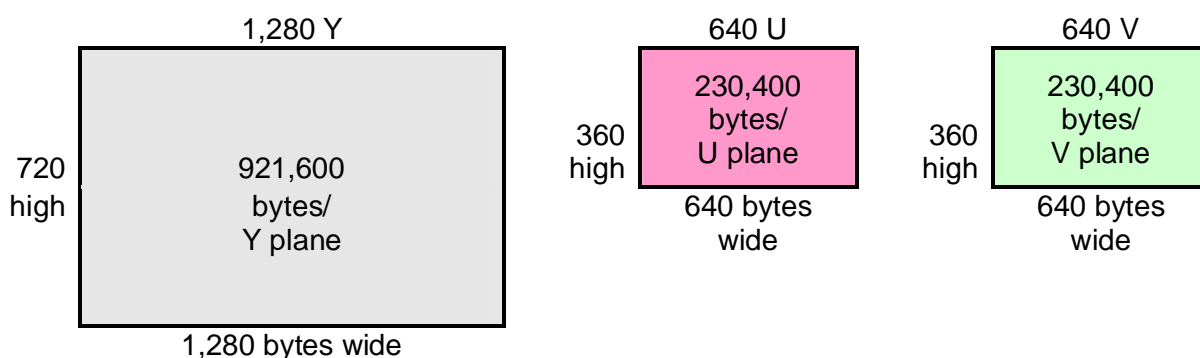 1,280 Y
720
high
921,600
bytes/
Y plane
1,280 bytes wide
640 U
360
high
230,400
bytes/
U plane
640 bytes
wide
640 V
360
high
230,400
bytes/
V plane
640 bytes
wide